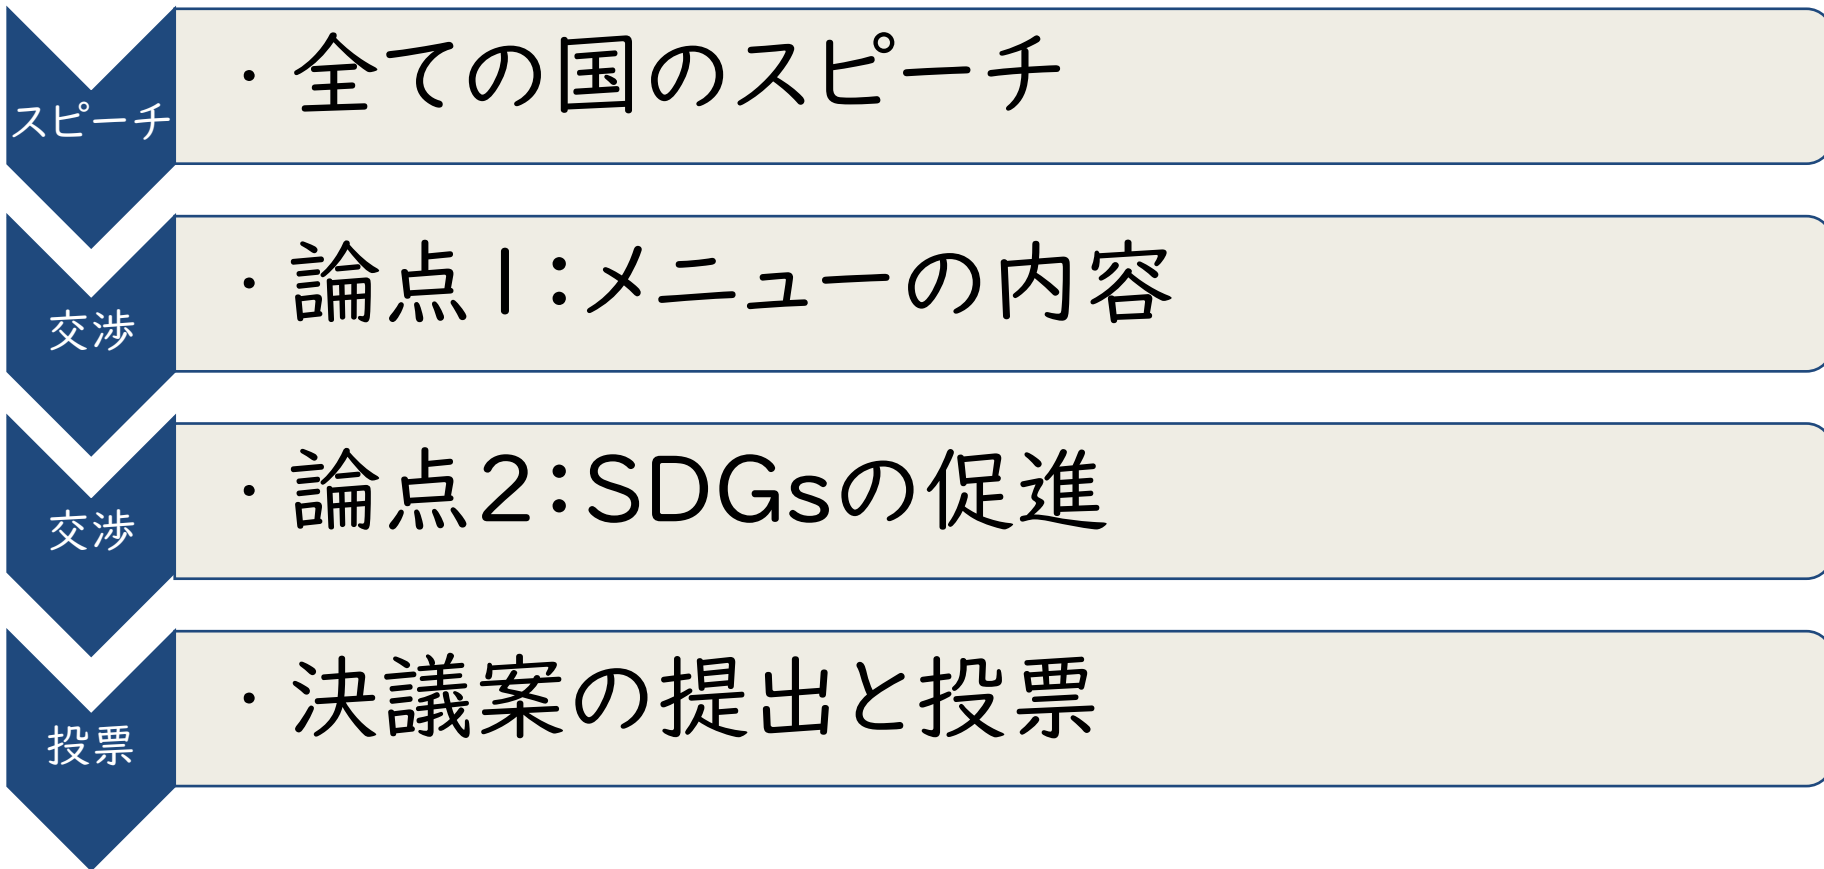 スピーチ
・全ての国のスピーチ
交渉
・論点1:メニューの内容
交渉
・論点2:SDGsの促進
投票
・決議案の提出と投票